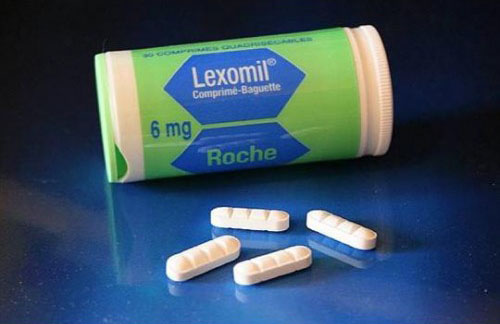 30 COMPRIMÉS QUADRISÉCABLES
Lexomil®
Comprimé-Baguette
6 mg
Roche